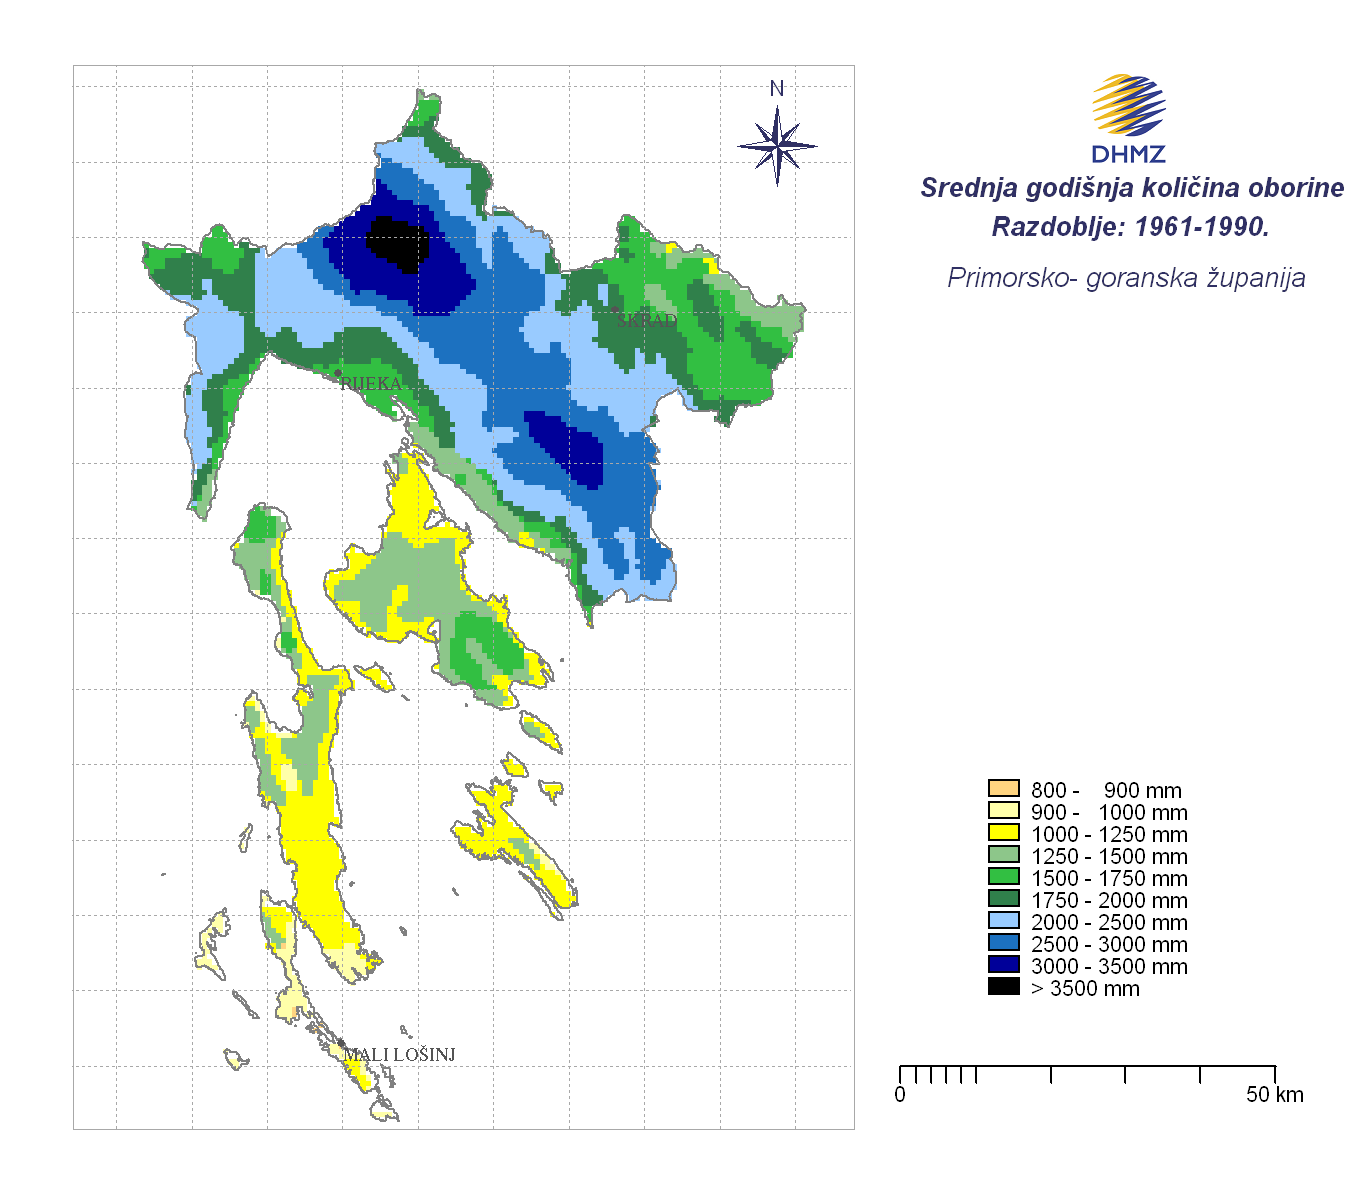 N
DHMZ
Srednja godišnja količina oborine
Razdoblje: 1961-1990.
Primorsko- goranska županija
ŠKRAD
RIJEKA
MALI LOŠINJ
800 - 900 mm
900 - 1000 mm
1000 - 1250 mm
1250 - 1500 mm
1500 - 1750 mm
1750 - 2000 mm
2000 - 2500 mm
2500 - 3000 mm
3000 - 3500 mm
> 3500 mm
0 50 km